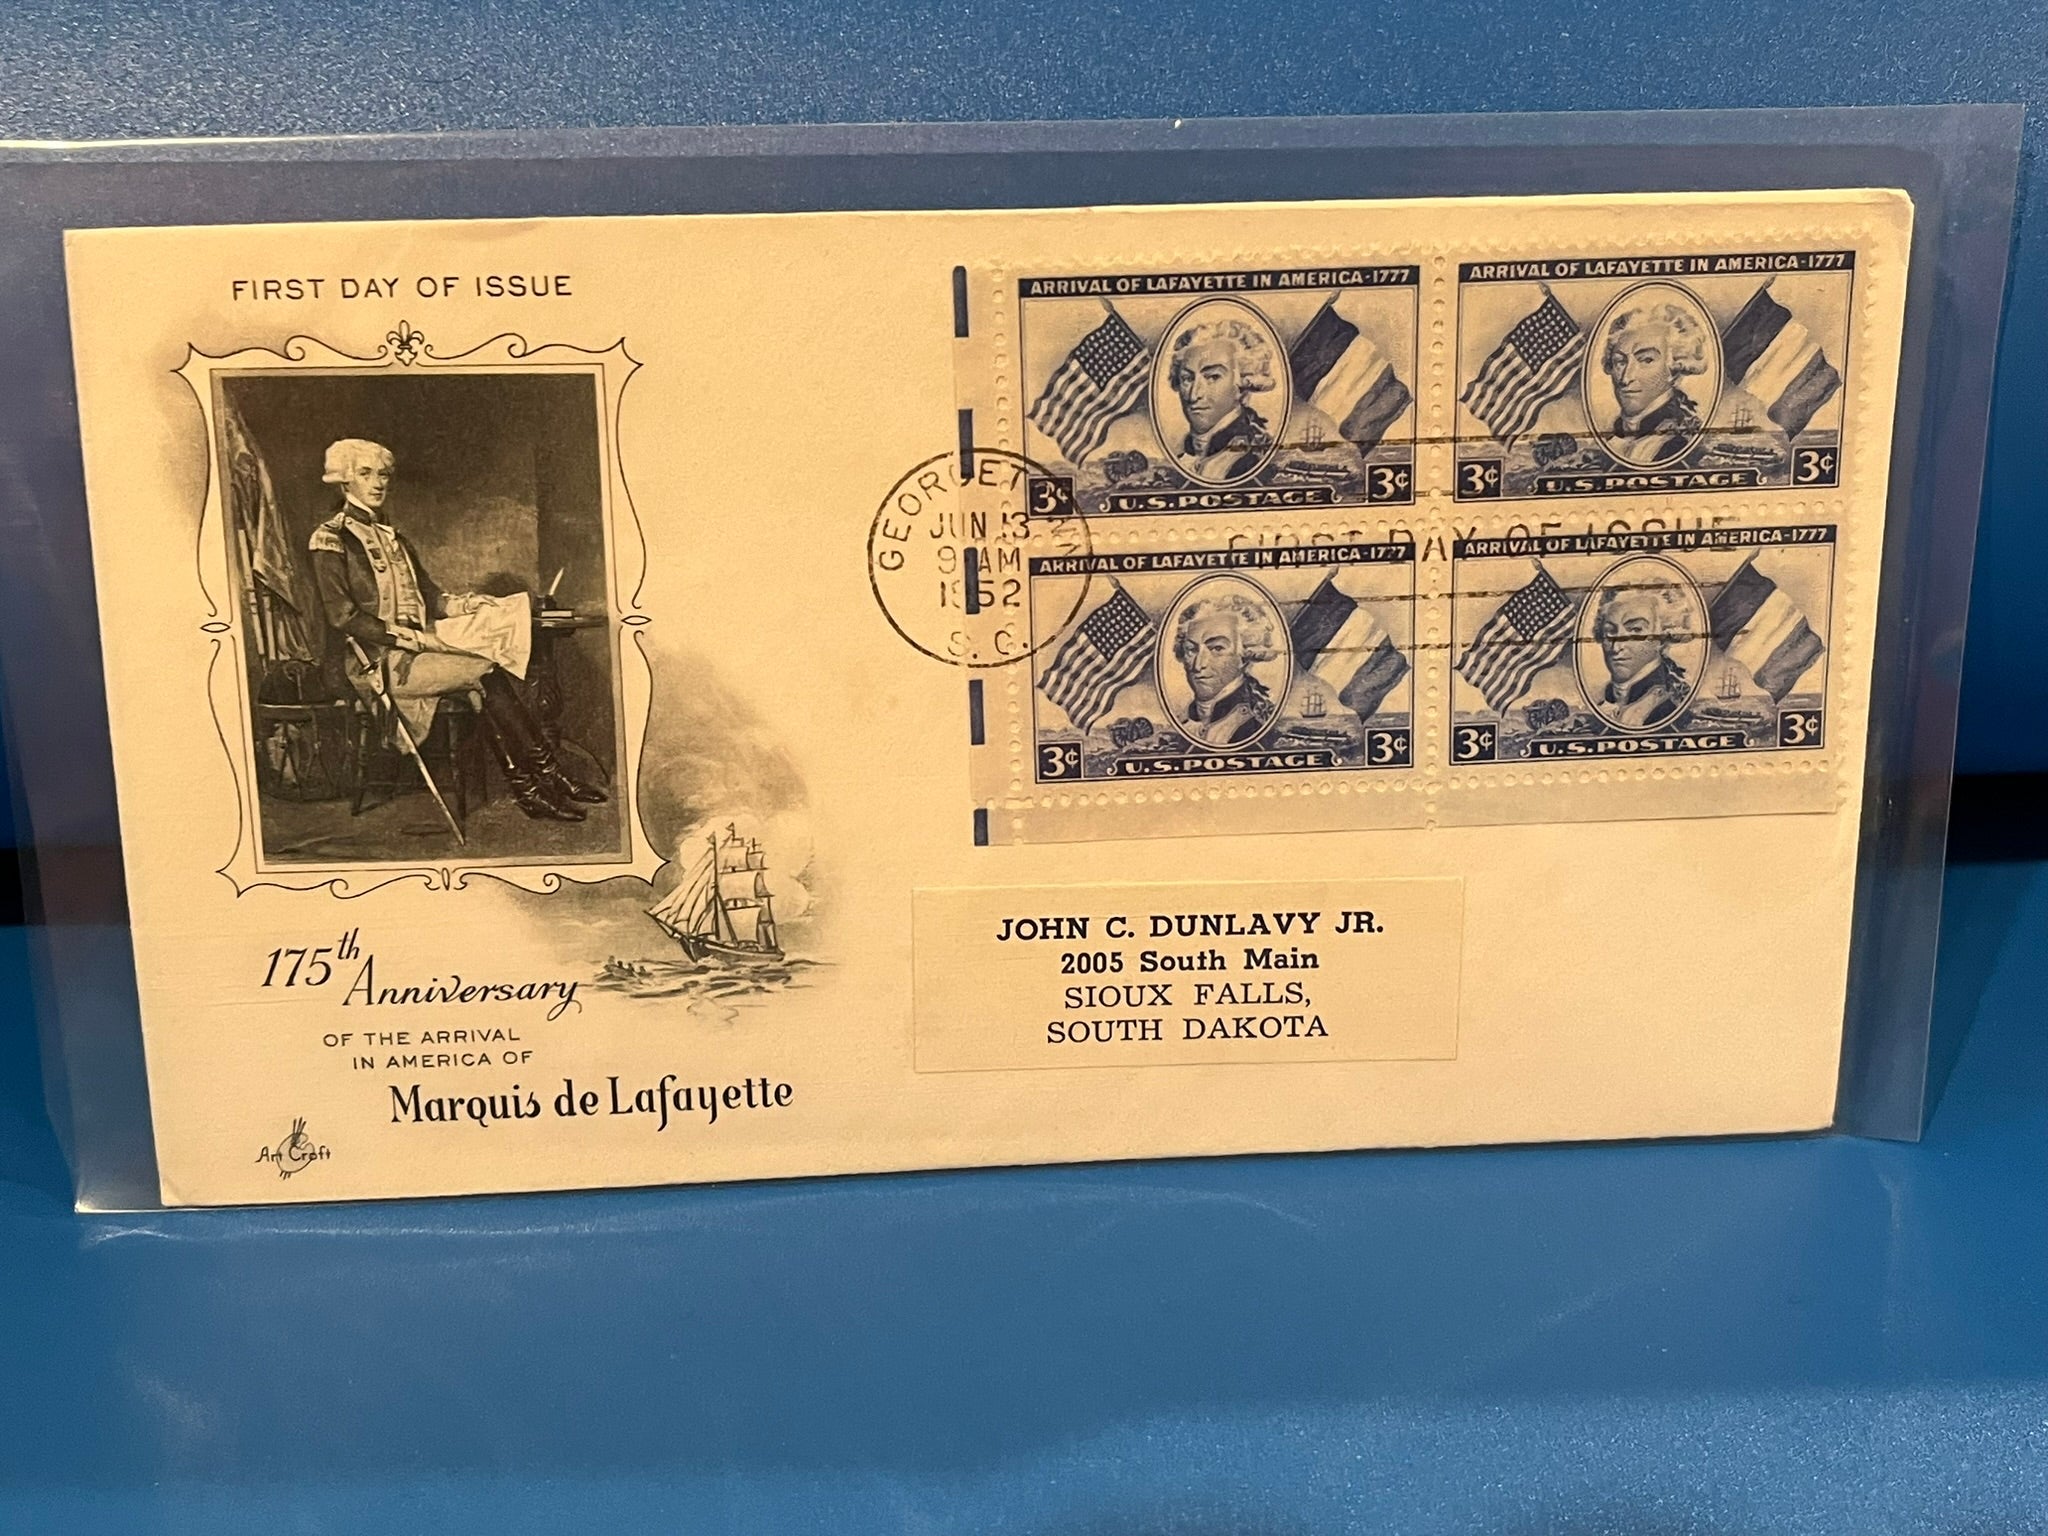 FIRST DAY OF ISSUE
175th
Anniversary
OF THE ARRIVAL
IN AMERICA OF
Marquis de Lafayette
Art Craft
GEORGETOWN
JUN 13
9 AM
1952
S. C.
FIRST DAY OF ISSUE
ARRIVAL OF LAFAYETTE IN AMERICA-1777
3¢ U.S. POSTAGE 3¢
ARRIVAL OF LAFAYETTE IN AMERICA-1777
3¢ U.S. POSTAGE 3¢
ARRIVAL OF LAFAYETTE IN AMERICA-1777
3¢ U.S. POSTAGE 3¢
ARRIVAL OF LAFAYETTE IN AMERICA-1777
3¢ U.S. POSTAGE 3¢
JOHN C. DUNLAVY JR.
2005 South Main
SIOUX FALLS,
SOUTH DAKOTA